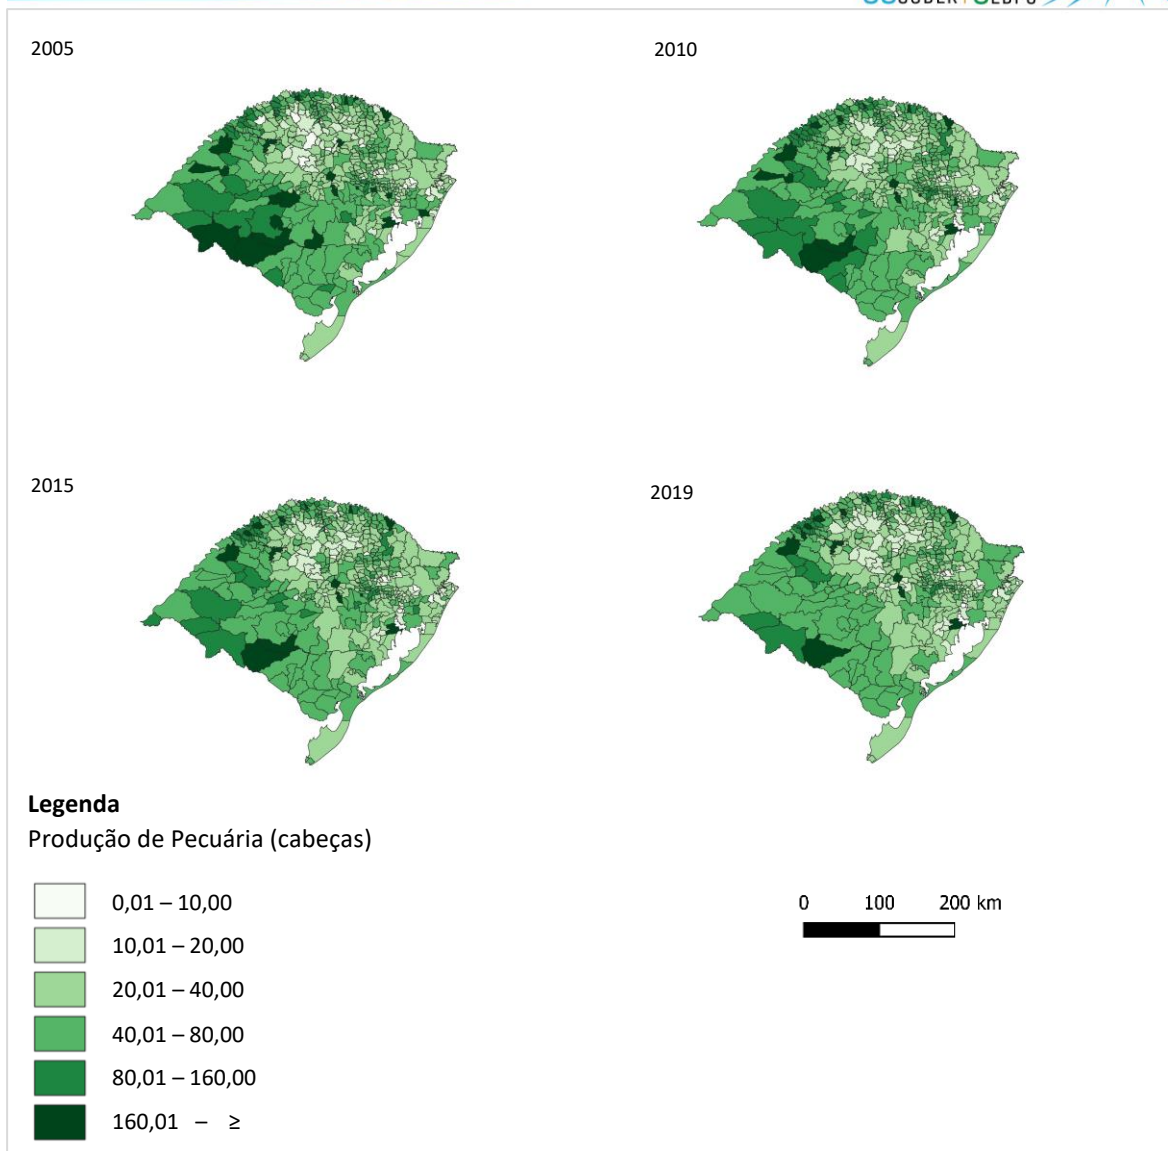 2005
2010
2015
2019
Legenda
Produção de Pecuária (cabeças)
0,01 – 10,00
10,01 – 20,00
20,01 – 40,00
40,01 – 80,00
80,01 – 160,00
160,01 – ≥
0 100 200 km